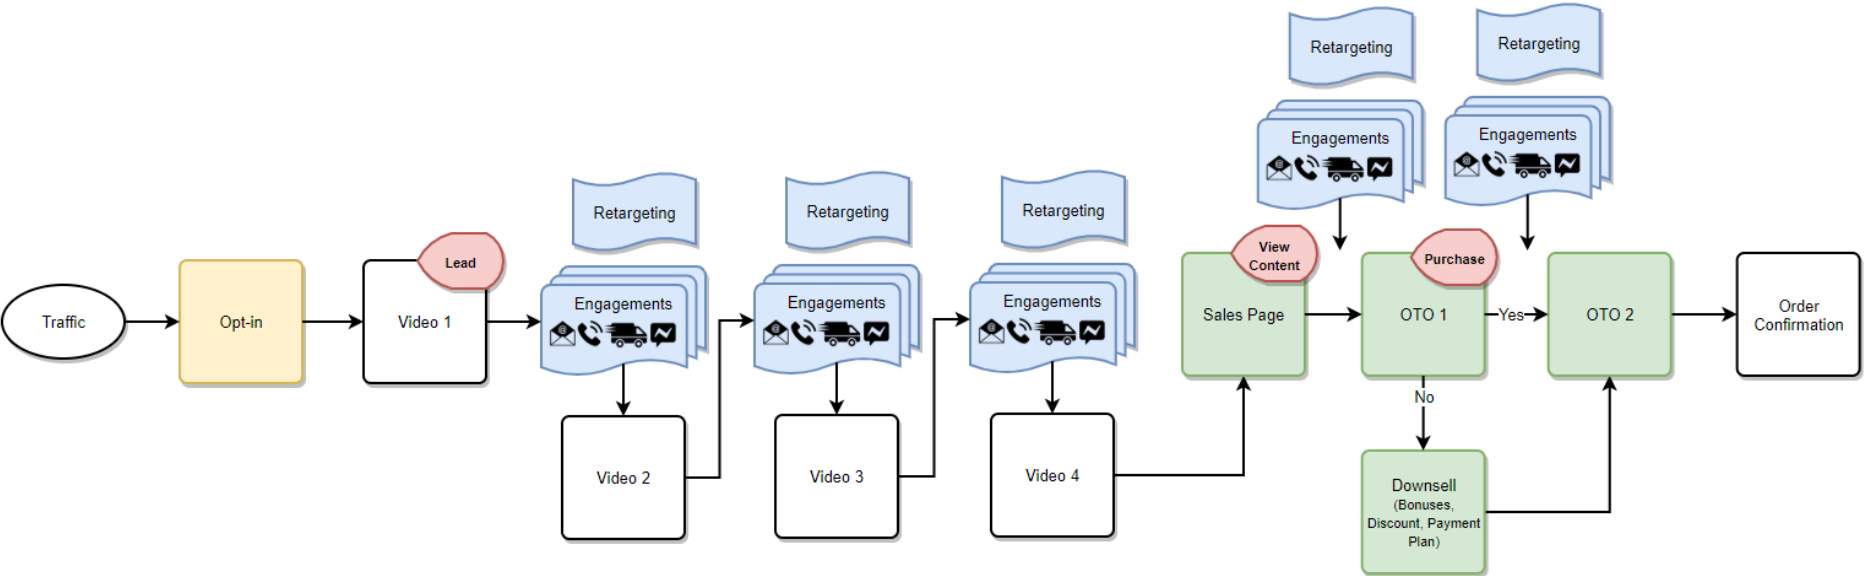 Traffic
Opt-in
Video 1
Lead
Retargeting
Engagements
Video 2
Retargeting
Engagements
Video 3
Retargeting
Engagements
Video 4
Retargeting
Engagements
Sales Page
View
Content
Retargeting
Engagements
OTO 1
Purchase
Yes
No
Downsell
(Bonuses,
Discount, Payment
Plan)
OTO 2
Order
Confirmation